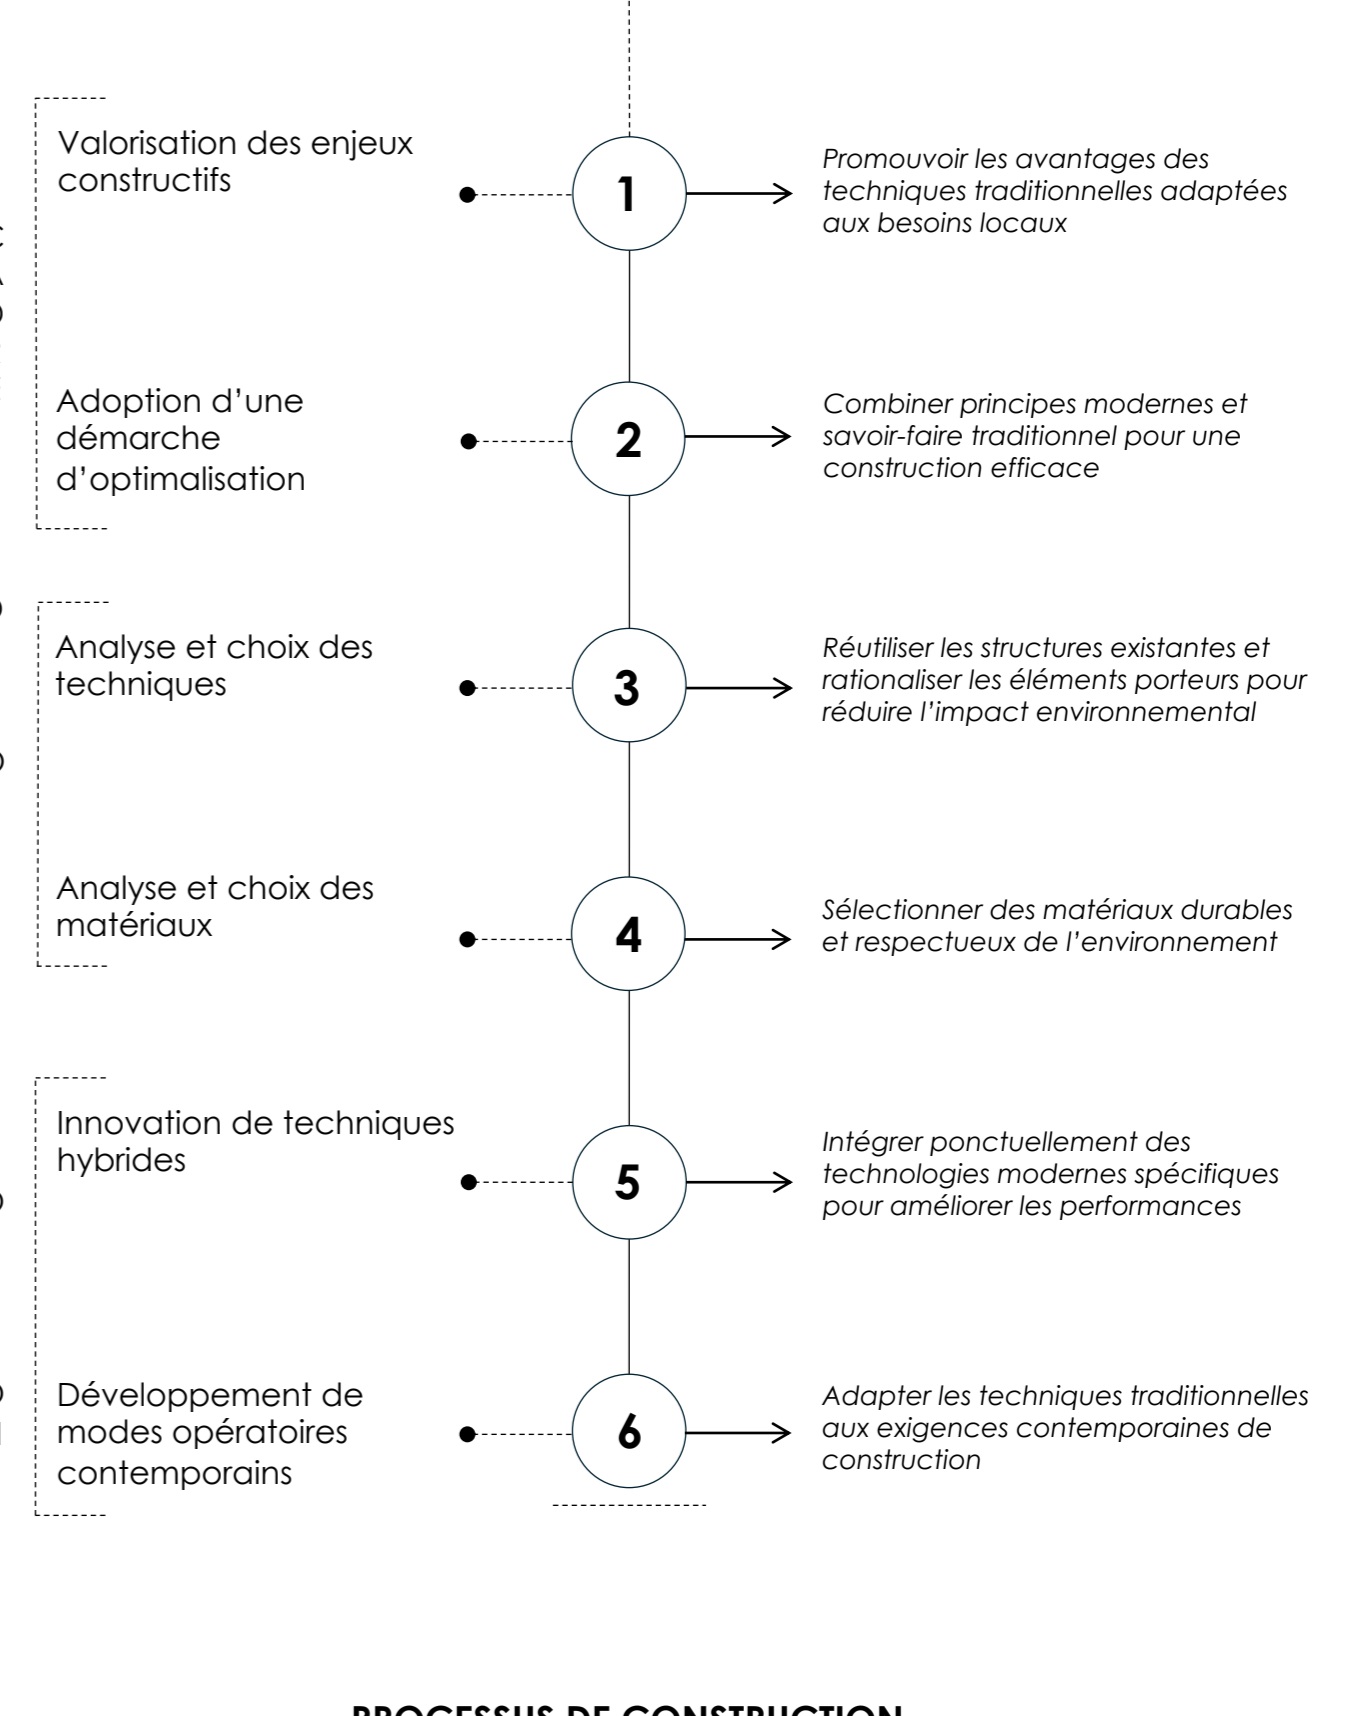 Valorisation des enjeux
constructifs
1
Promouvoir les avantages des
techniques traditionnelles adaptées
aux besoins locaux
Adoption d’une
démarche
d’optimalisation
2
Combiner principes modernes et
savoir-faire traditionnel pour une
construction efficace
Analyse et choix des
techniques
3
Réutiliser les structures existantes et
rationaliser les éléments porteurs pour
réduire l’impact environnemental
Analyse et choix des
matériaux
4
Sélectionner des matériaux durables
et respectueux de l’environnement
Innovation de techniques
hybrides
5
Intégrer ponctuellement des
technologies modernes spécifiques
pour améliorer les performances
Développement de
modes opératoires
contemporains
6
Adapter les techniques traditionnelles
aux exigences contemporaines de
construction
PROCESSUS DE CONSTRUCTION